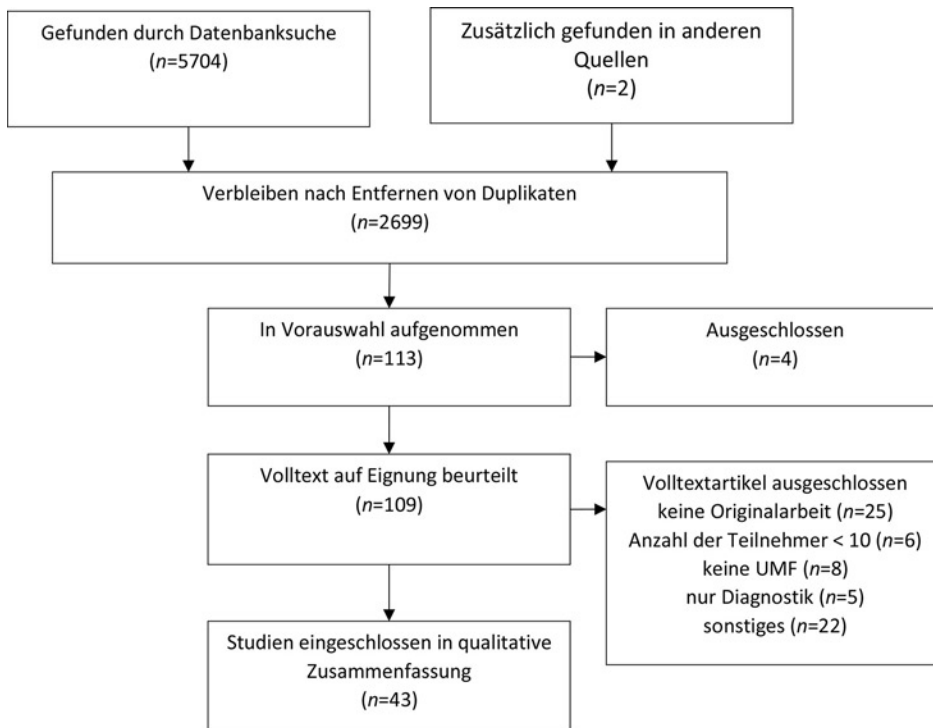 Gefunden durch Datenbanksuche
(n=5704)
Zusätzlich gefunden in anderen
Quellen
(n=2)
Verbleiben nach Entfernen von Duplikaten
(n=2699)
In Vorauswahl aufgenommen
(n=113)
Ausgeschlossen
(n=4)
Volltext auf Eignung beurteilt
(n=109)
Volltextartikel ausgeschlossen
keine Originalarbeit (n=25)
Anzahl der Teilnehmer < 10 (n=6)
keine UMF (n=8)
nur Diagnostik (n=5)
sonstiges (n=22)
Studien eingeschlossen in qualitative
Zusammenfassung
(n=43)